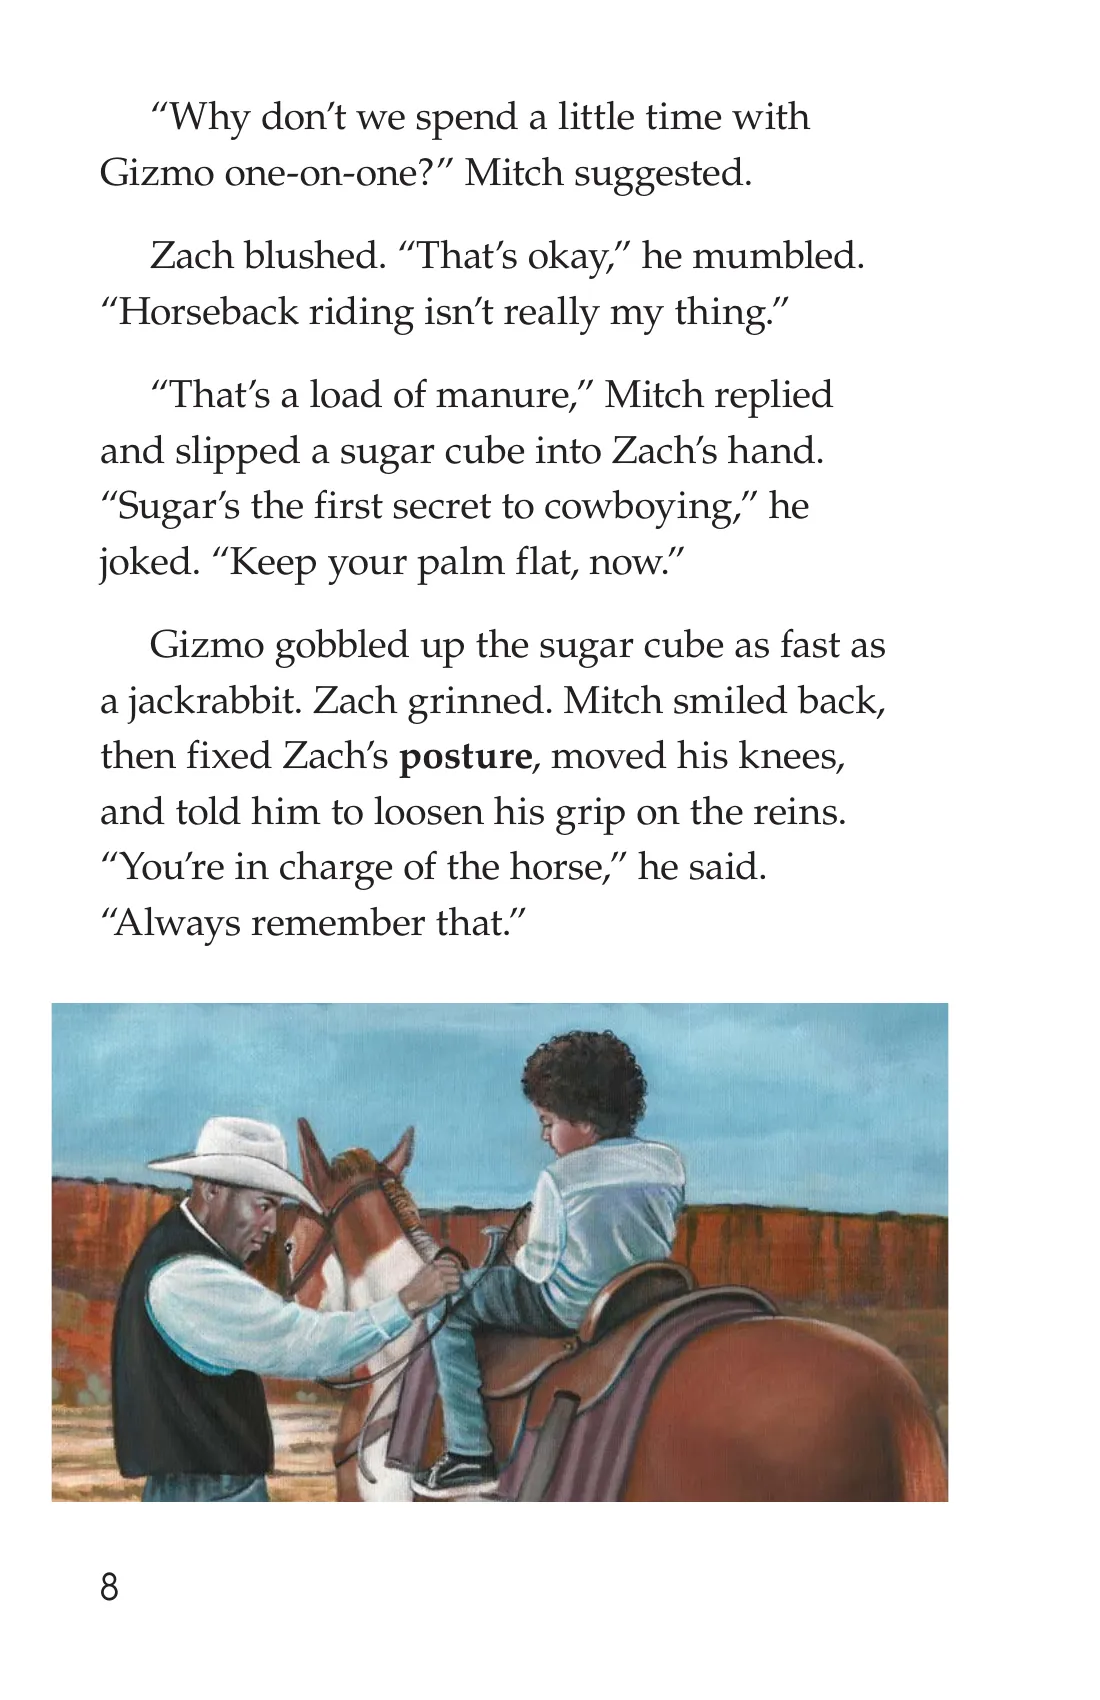 “Why don’t we spend a little time with
Gizmo one-on-one?” Mitch suggested.
Zach blushed. “That’s okay,” he mumbled.
“Horseback riding isn’t really my thing.”
“That’s a load of manure,” Mitch replied
and slipped a sugar cube into Zach’s hand.
“Sugar’s the first secret to cowboying,” he
joked. “Keep your palm flat, now.”
Gizmo gobbled up the sugar cube as fast as
a jackrabbit. Zach grinned. Mitch smiled back,
then fixed Zach’s posture, moved his knees,
and told him to loosen his grip on the reins.
“You’re in charge of the horse,” he said.
“Always remember that.”
8